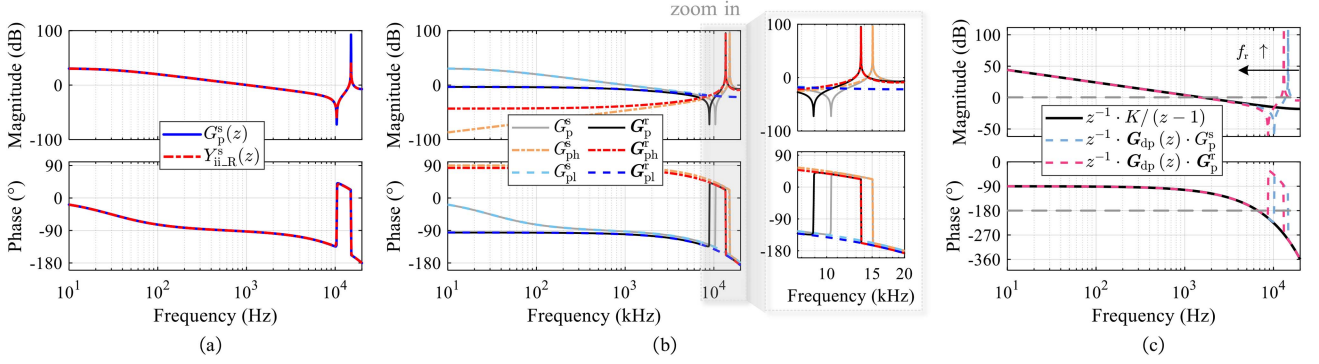 zoom in
Magnitude (dB)
100
0
-100
G_p^s(z)
Y_ii_R^s(z)
Phase (°)
90
0
-90
-180
10^1
10^2
10^3
10^4
Frequency (Hz)
(a)
Magnitude (dB)
100
0
-100
G_p^s
G_p^r
G_ph^s
G_ph^r
G_pl^s
G_pl^r
Phase (°)
90
0
-90
-180
10^1
10^2
10^3
10^4
Frequency (kHz)
(b)
100
0
-100
100
0
-100
-180
10
15
20
Frequency (kHz)
Magnitude (dB)
100
50
0
-50
f_r ↑
z^-1 · K/(z − 1)
z^-1 · G_dp(z) · G_p^s
z^-1 · G_dp(z) · G_p^r
Phase (°)
0
-90
-180
-270
-360
10^1
10^2
10^3
10^4
Frequency (Hz)
(c)